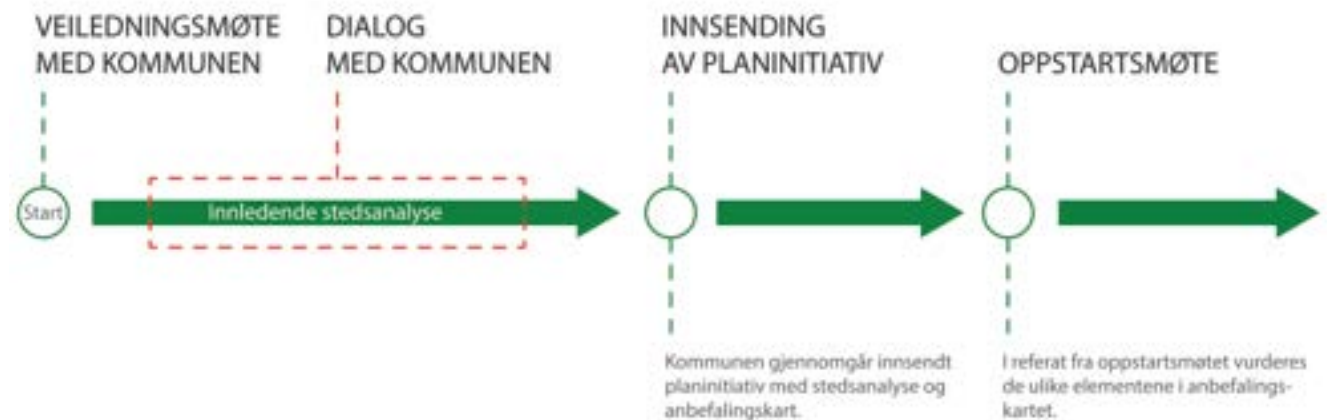 VEILEDNINGSMØTE
MED KOMMUNEN
DIALOG
MED KOMMUNEN
INNSENDING
AV PLANINITIATIV
OPPSTARTSMØTE
Start
Innledende stedsanalyse
Kommunen gjennomgår innsendt
planinitiativ med stedsanalyse og
anbefalingskart.
I referat fra oppstartsmøtet vurderes
de ulike elementene i anbefalings-
kartet.